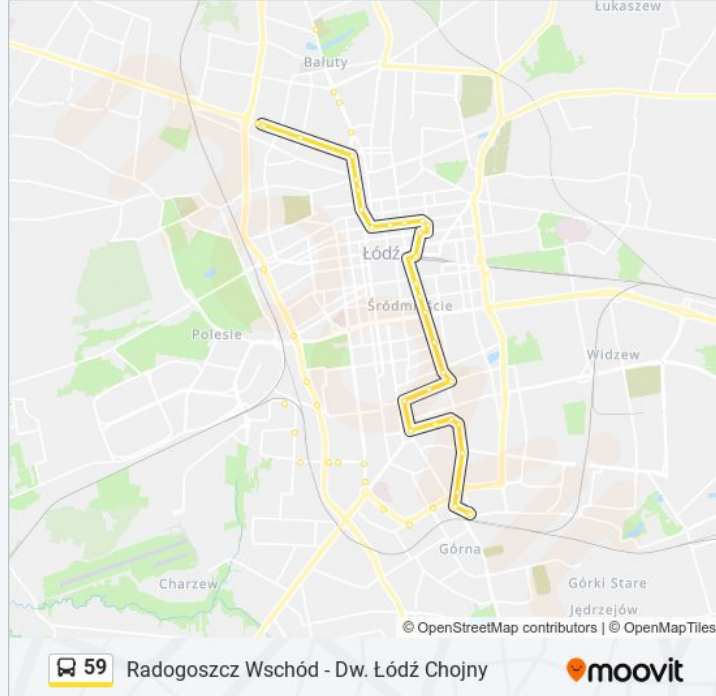 Łukaszew
Bałuty
Łódź
Śródmieście
Polesie
Widzew
Górna
Charzew
Górki Stare
Jędrzejów
© OpenStreetMap contributors | © OpenMapTiles
59 Radogoszcz Wschód - Dw. Łódź Chojny
moovit